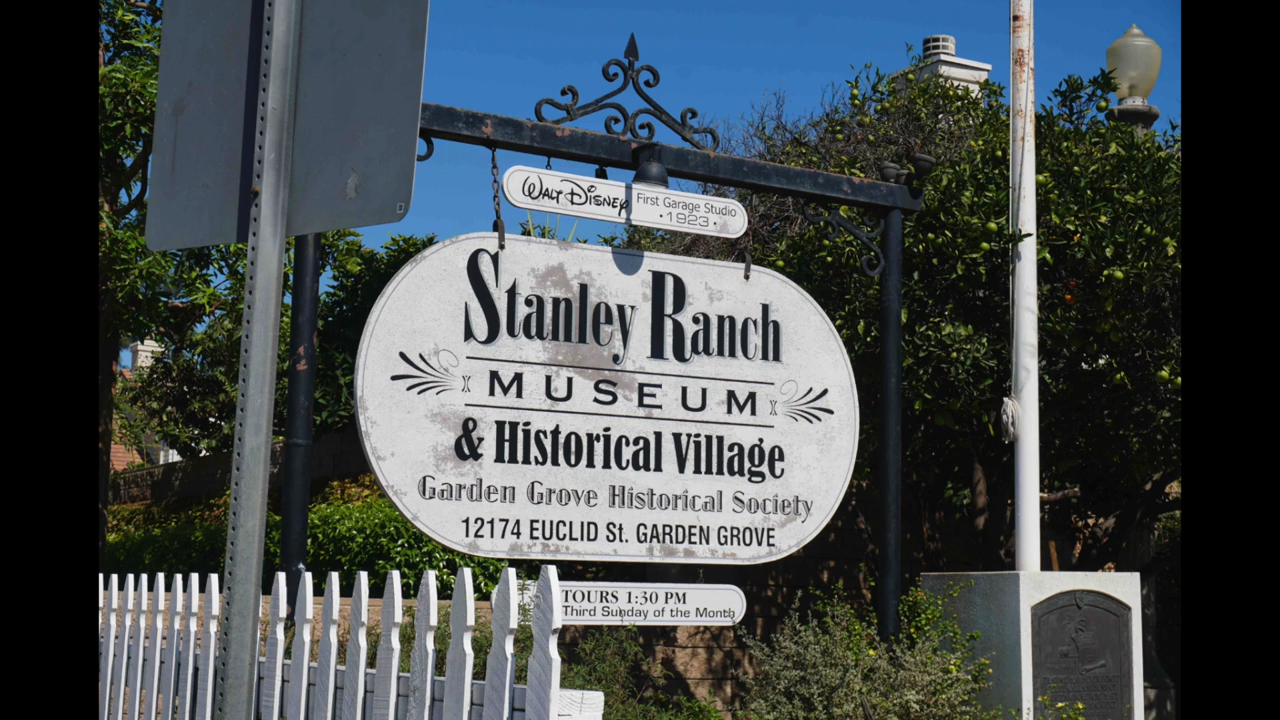 WALT DISNEY First Garage Studio
• 1923 •
Stanley Ranch
MUSEUM
& Historical Village
Garden Grove Historical Society
12174 EUCLID St. GARDEN GROVE
TOURS 1:30 PM
Third Sunday of the Month